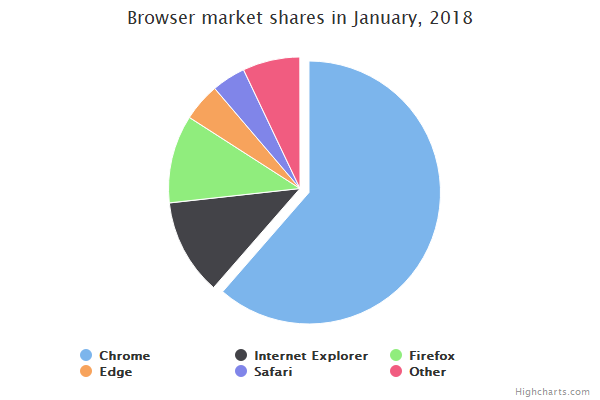 Browser market shares in January, 2018
Chrome Internet Explorer Firefox
Edge Safari Other
Highcharts.com